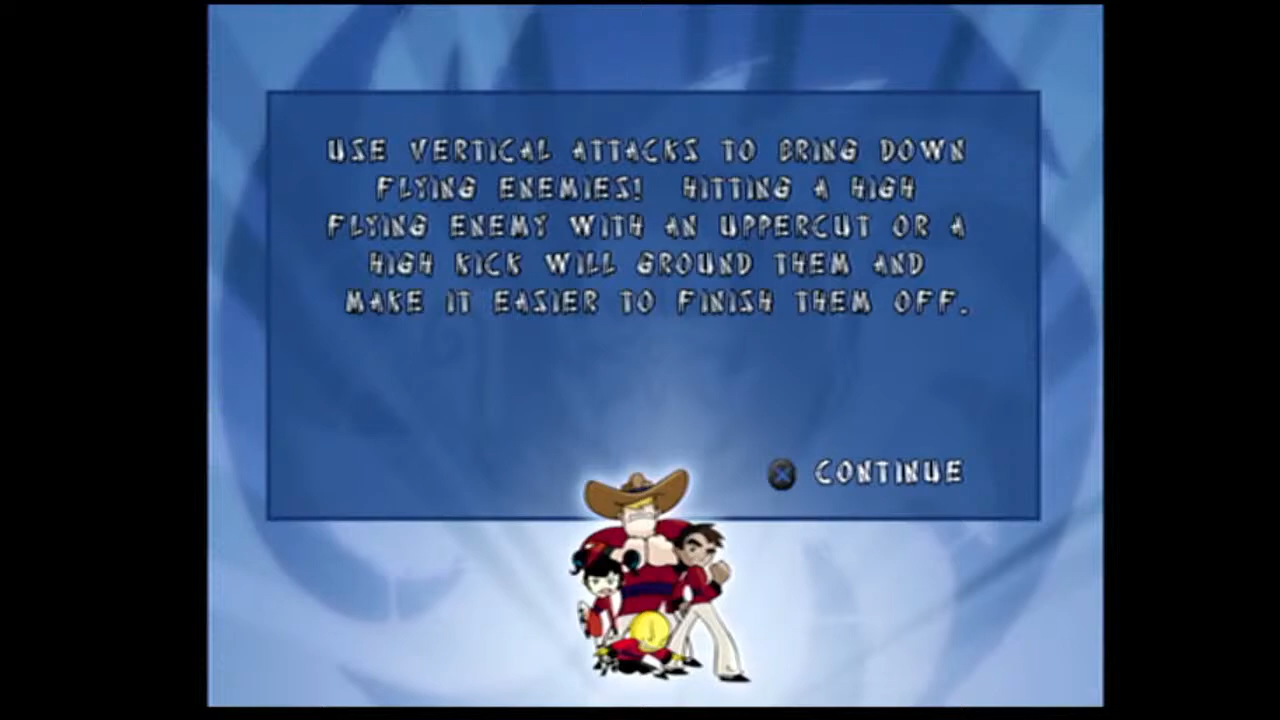 USE VERTICAL ATTACKS TO BRING DOWN
FLYING ENEMIES! HITTING A HIGH
FLYING ENEMY WITH AN UPPERCUT OR A
HIGH KICK WILL GROUND THEM AND
MAKE IT EASIER TO FINISH THEM OFF.
CONTINUE